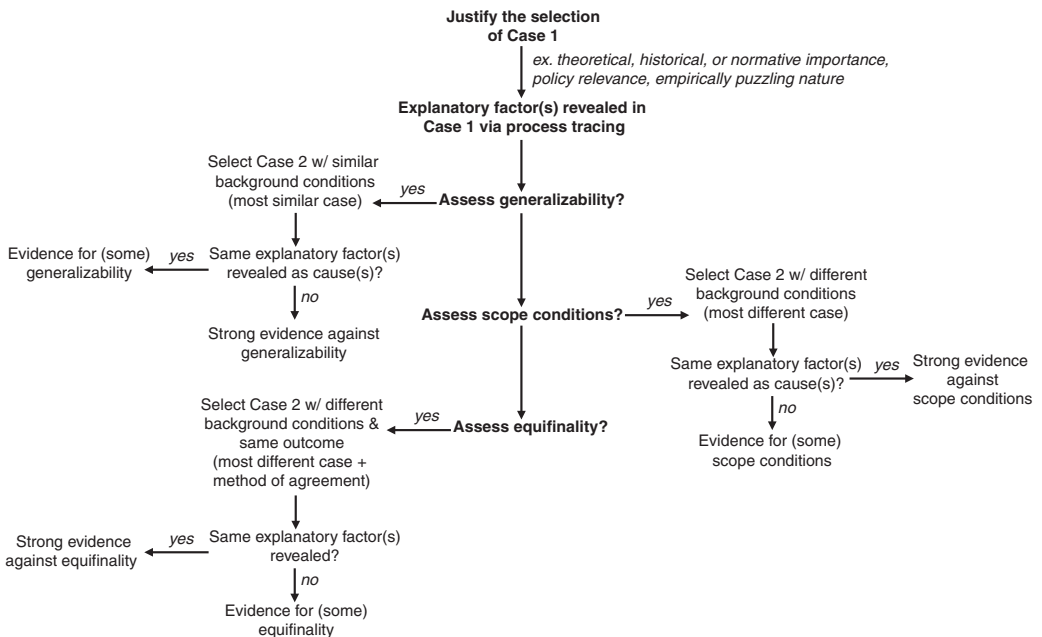 Justify the selection
of Case 1
ex. theoretical, historical, or normative importance,
policy relevance, empirically puzzling nature
Explanatory factor(s) revealed in
Case 1 via process tracing
Select Case 2 w/ similar
background conditions
(most similar case)
yes
Assess generalizability?
Evidence for (some)
generalizability
yes
Same explanatory factor(s)
revealed as cause(s)?
no
Strong evidence against
generalizability
Assess scope conditions?
yes
Select Case 2 w/ different
background conditions
(most different case)
Same explanatory factor(s)
revealed as cause(s)?
yes
Strong evidence
against
scope conditions
no
Evidence for (some)
scope conditions
Select Case 2 w/ different
background conditions &
same outcome
(most different case +
method of agreement)
yes
Assess equifinality?
Strong evidence
against equifinality
yes
Same explanatory factor(s)
revealed?
no
Evidence for (some)
equifinality